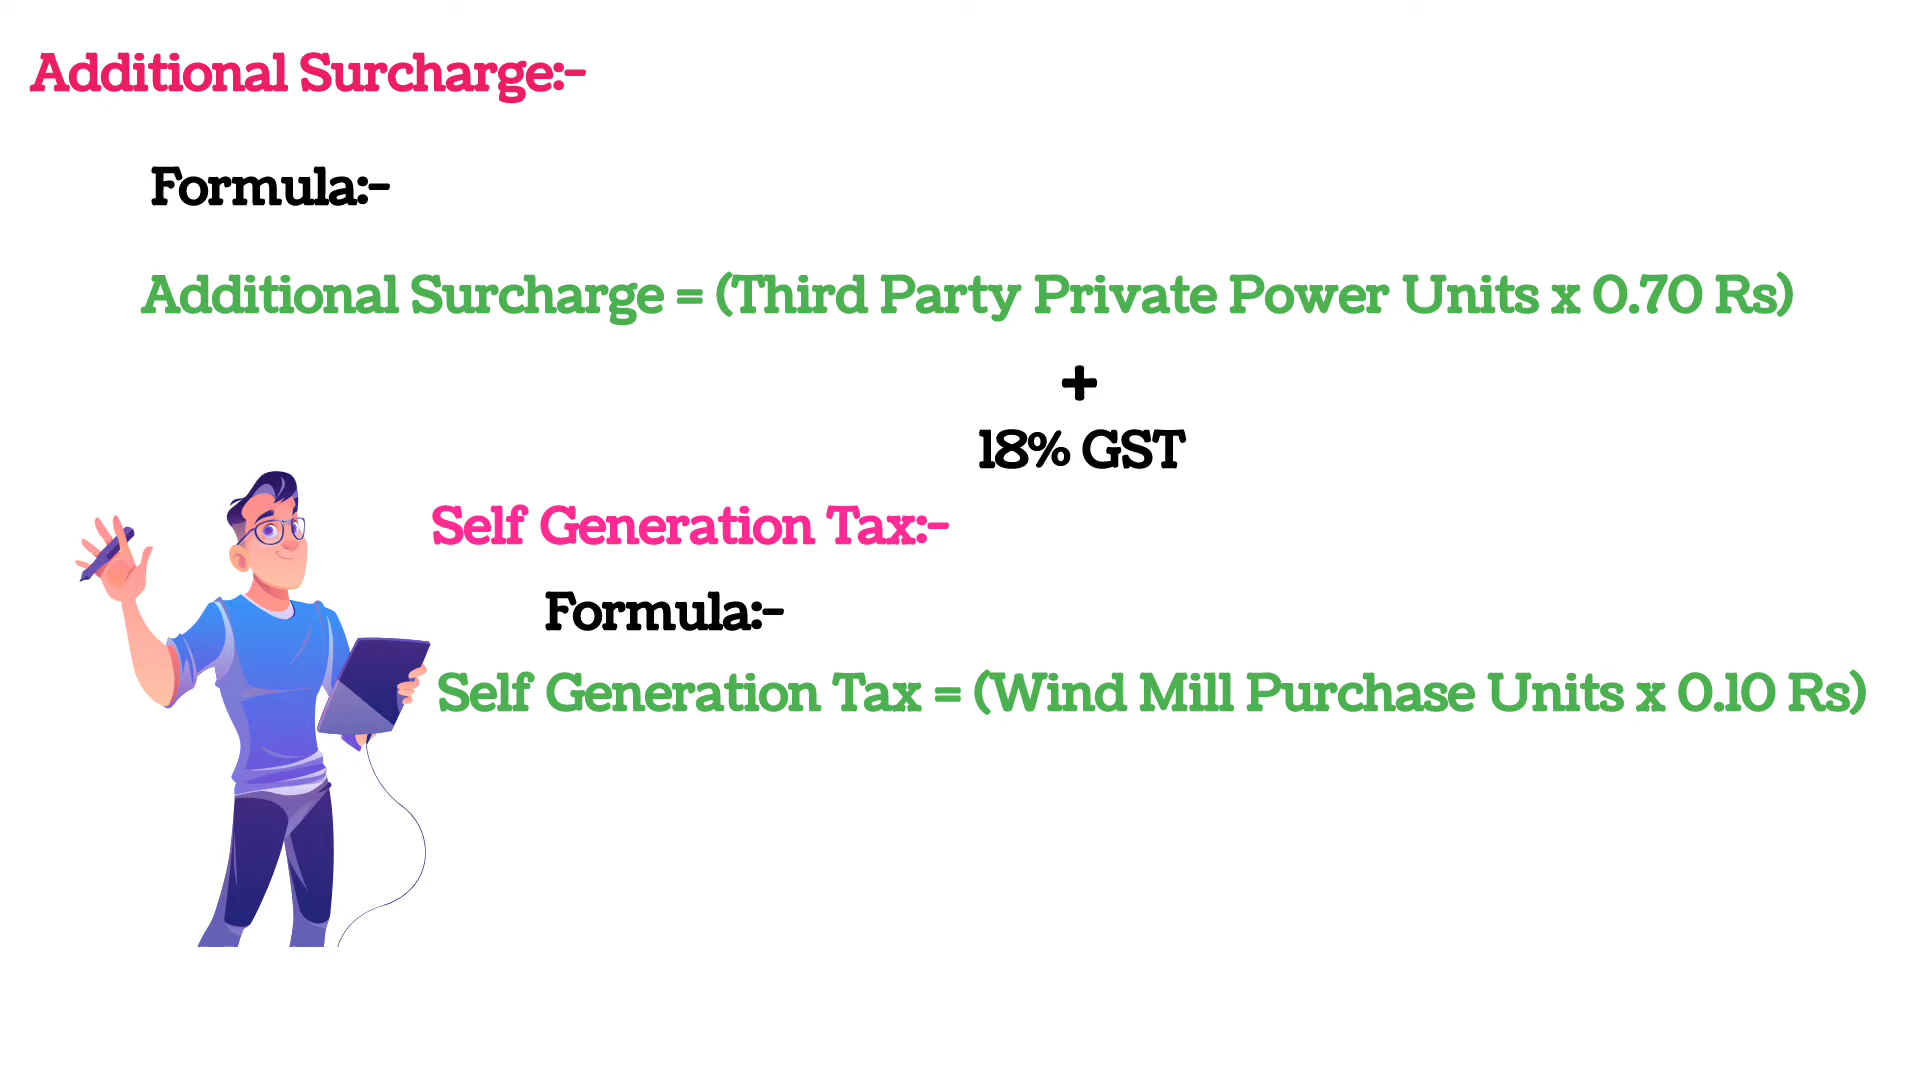 Additional Surcharge:-
Formula:-
Additional Surcharge = (Third Party Private Power Units x 0.70 Rs)
+
18% GST
Self Generation Tax:-
Formula:-
Self Generation Tax = (Wind Mill Purchase Units x 0.10 Rs)